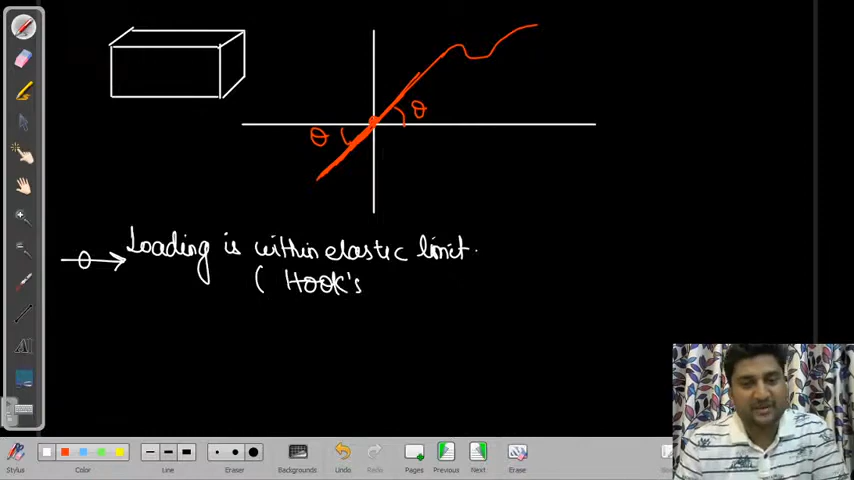 θ
θ
Loading is within elastic limit.
( Hook's
Stylus
Color
Line
Eraser
Backgrounds
Undo
Redo
Pages
Previous
Next
Erase